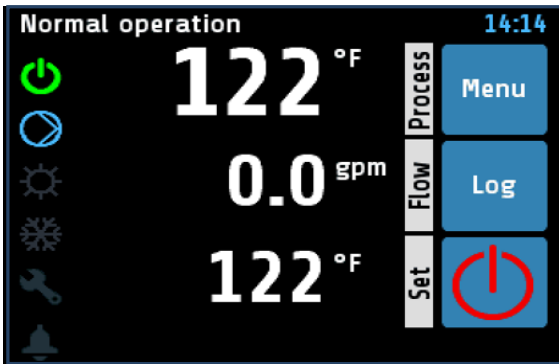 Normal operation 14:14
122 °F Process Menu
0.0 gpm Flow Log
122 °F Set